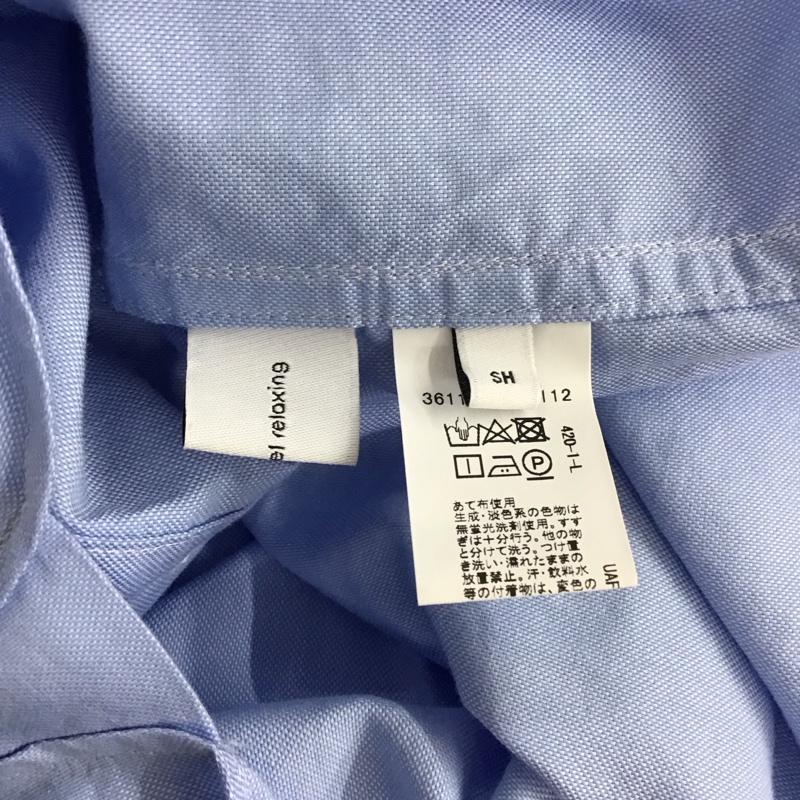 el relaxing
SH
3611
112
420-1-L
P
あて布使用
生成・淡色系の色物は
無蛍光洗剤使用。すす
ぎは十分行う。他の物
と分けて洗う。つけ置
き洗い・濡れたままの
放置禁止。汗・飲料水
等の付着物は、変色の
UAF